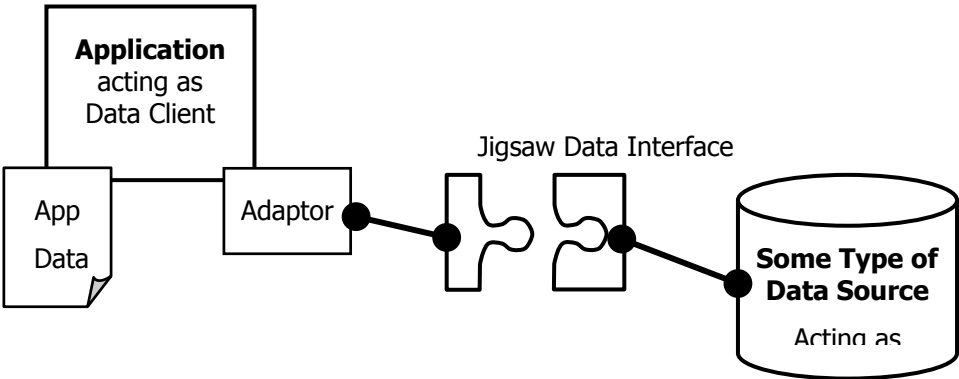 Application
acting as
Data Client
App
Data
Adaptor
Jigsaw Data Interface
Some Type of
Data Source
Acting as